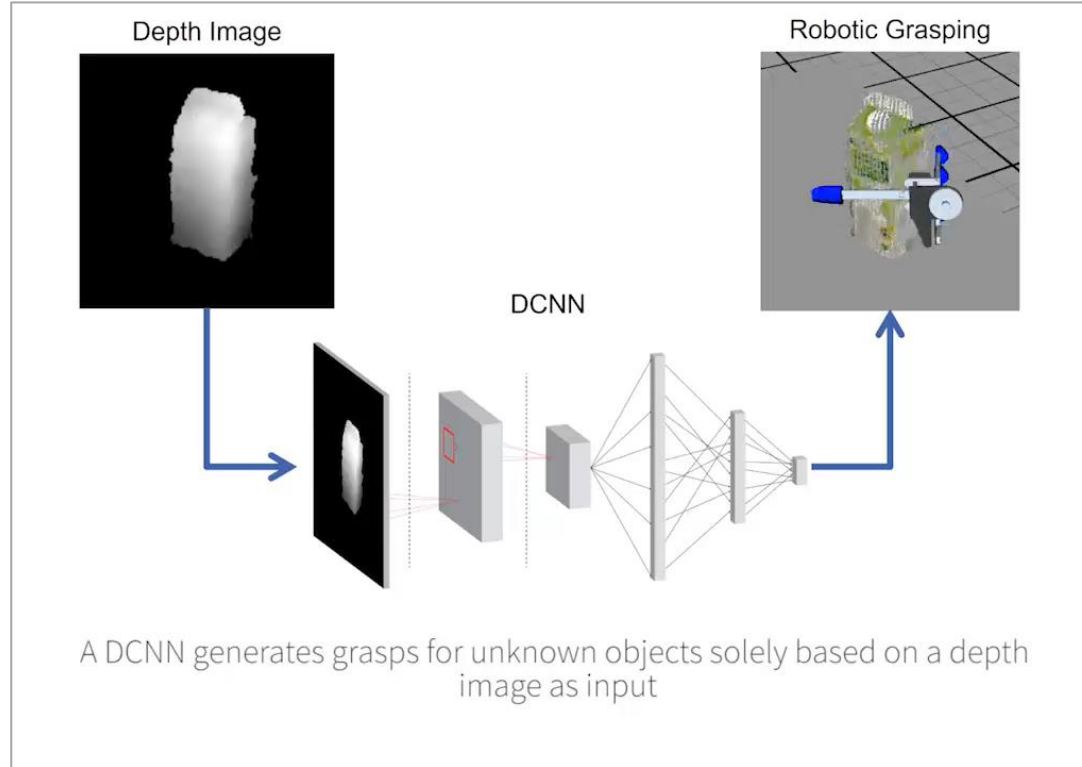 Depth Image
Robotic Grasping
DCNN
A DCNN generates grasps for unknown objects solely based on a depth
image as input